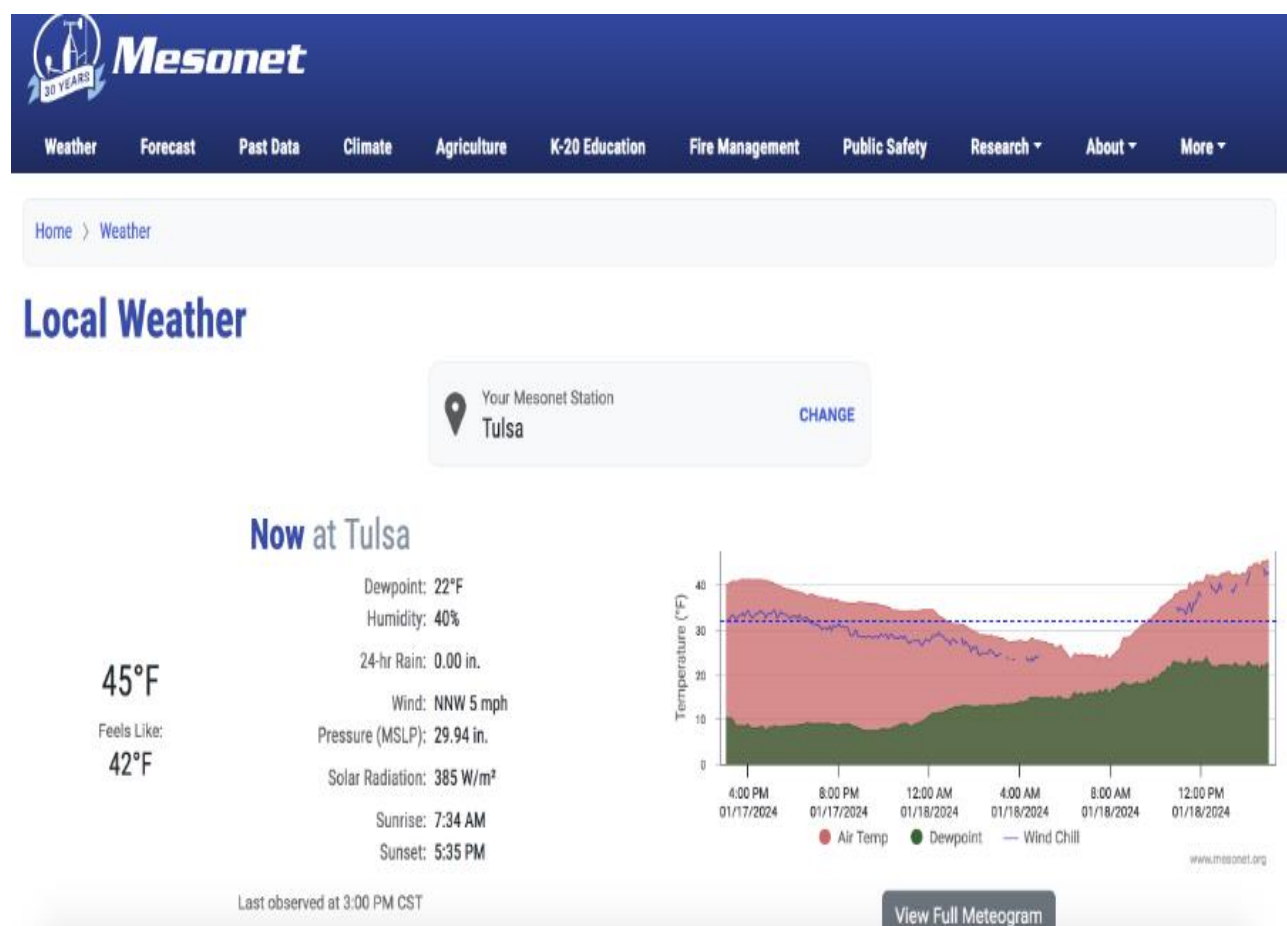 30 YEARS
Mesonet
Weather Forecast Past Data Climate Agriculture K-20 Education Fire Management Public Safety Research About More
Home > Weather
Local Weather
Your Mesonet Station
Tulsa
CHANGE
Now at Tulsa
45°F
Feels Like:
42°F
Dewpoint: 22°F
Humidity: 40%
24-hr Rain: 0.00 in.
Wind: NNW 5 mph
Pressure (MSLP): 29.94 in.
Solar Radiation: 385 W/m²
Sunrise: 7:34 AM
Sunset: 5:35 PM
Last observed at 3:00 PM CST
Temperature (°F)
40
30
20
10
0
4:00 PM 8:00 PM 12:00 AM 4:00 AM 8:00 AM 12:00 PM
01/17/2024 01/17/2024 01/18/2024 01/18/2024 01/18/2024 01/18/2024
Air Temp Dewpoint Wind Chill
www.mesonet.org
View Full Meteogram